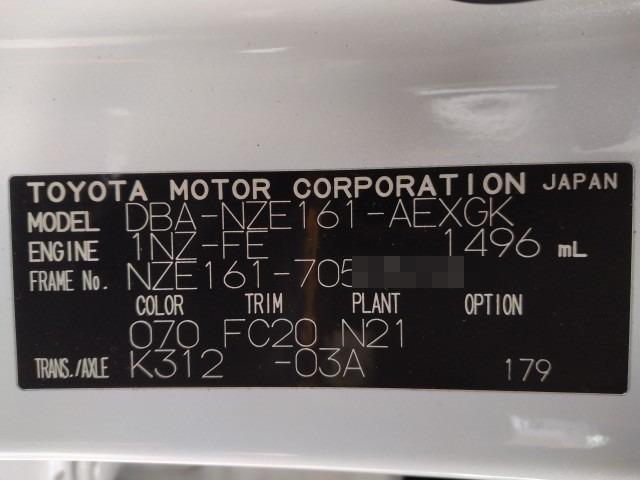 TOYOTA MOTOR CORPORATION JAPAN
MODEL DBA-NZE161-AEXGK
ENGINE 1NZ-FE 1496 mL
FRAME No. NZE161-705
COLOR TRIM PLANT OPTION
070 FC20 N21
TRANS./AXLE K312 -03A 179